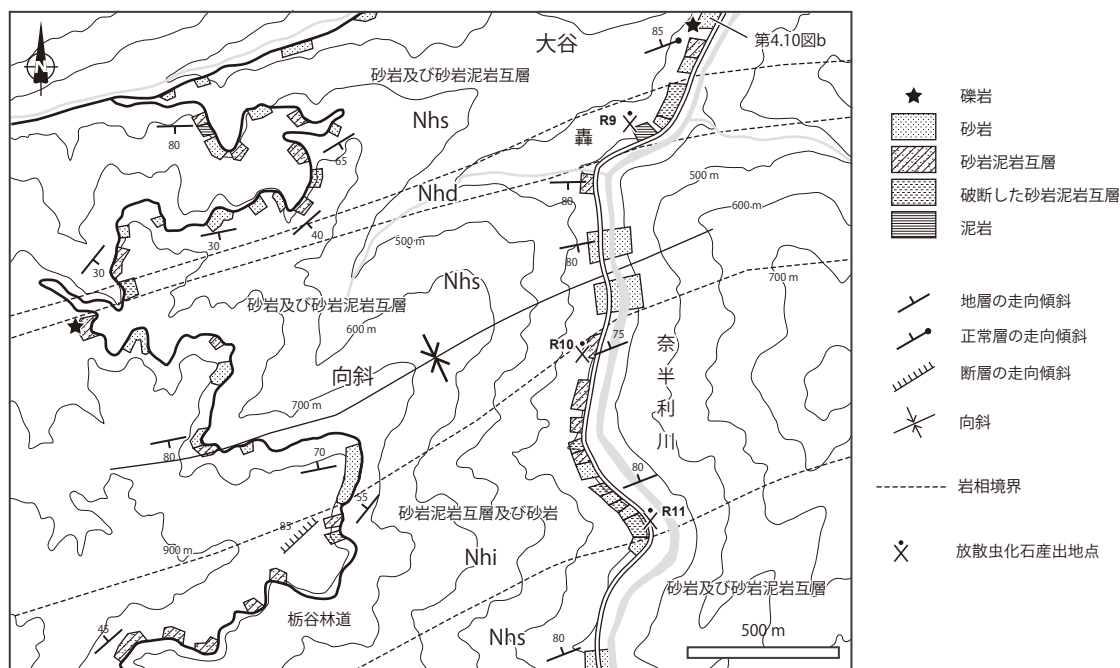 N
大谷
85
第4.10図b
砂岩及び砂岩泥岩互層
Nhs
R9
轟
80
65
Nhd
500 m
80
600 m
30
40
500 m
80
30
700 m
Nhs
砂岩及び砂岩泥岩互層
600 m
75
R10
奈半利川
向斜
700 m
80
70
80
55
砂岩泥岩互層及び砂岩
R11
85
900 m
Nhi
砂岩及び砂岩泥岩互層
栃谷林道
45
Nhs
80
500 m
礫岩
砂岩
砂岩泥岩互層
破断した砂岩泥岩互層
泥岩
地層の走向傾斜
正常層の走向傾斜
断層の走向傾斜
向斜
岩相境界
放散虫化石産出地点